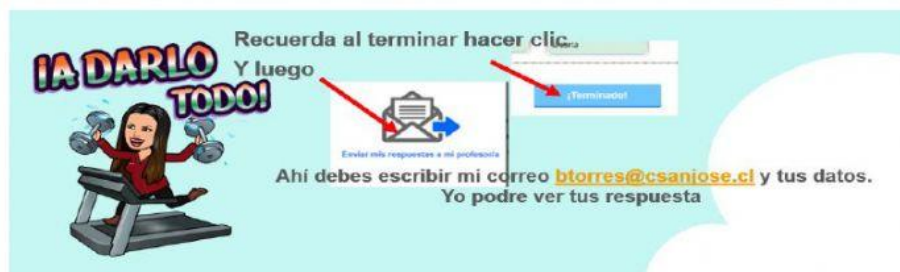 ¡A DARLO
TODO!
Recuerda al terminar hacer clic
Y luego
¡Terminado!
Enviar mis respuestas a mi profesor/a
Ahí debes escribir mi correo btorres@csanjose.cl y tus datos.
Yo podre ver tus respuesta